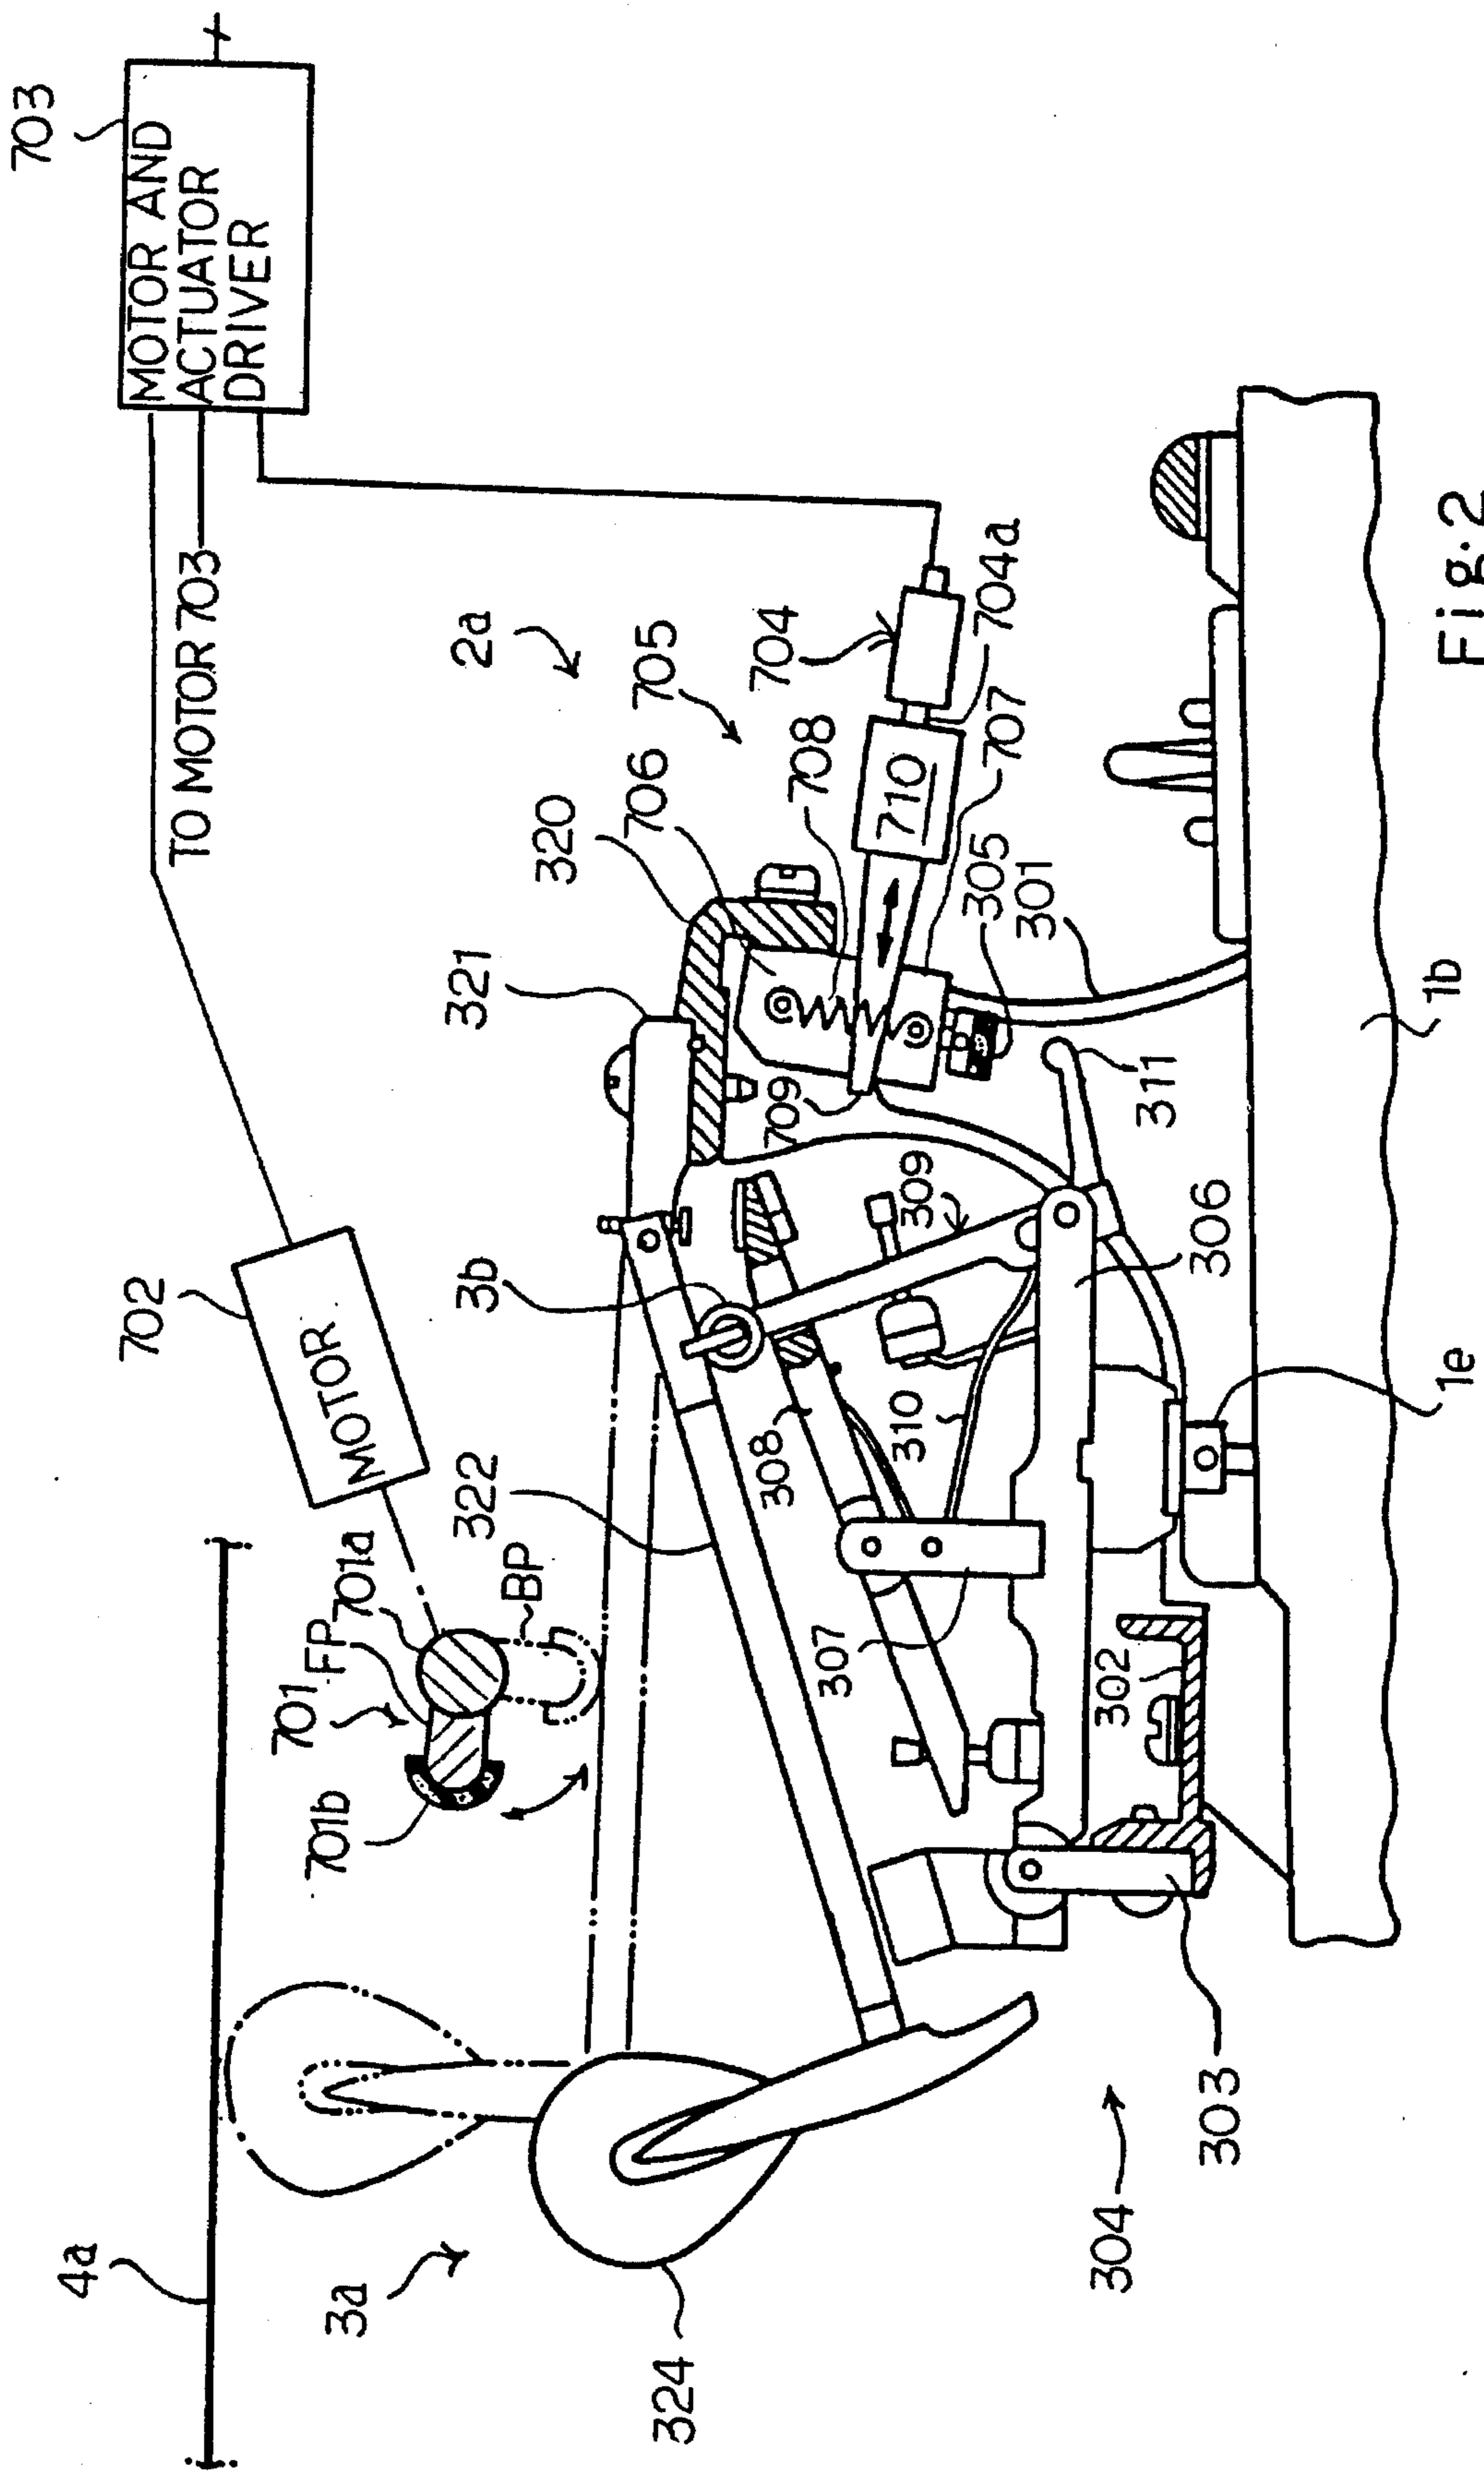 703
MOTOR AND
ACTUATOR
DRIVER
TO MOTOR 703
702
MOTOR
4a
701
FP
701a
701b
BP
3a
324
322
3b
321
320
706
705
2a
708
704
710
704a
707
305
301
709
309
308
310
307
306
311
302
303
304
1b
1e
Fig. 2